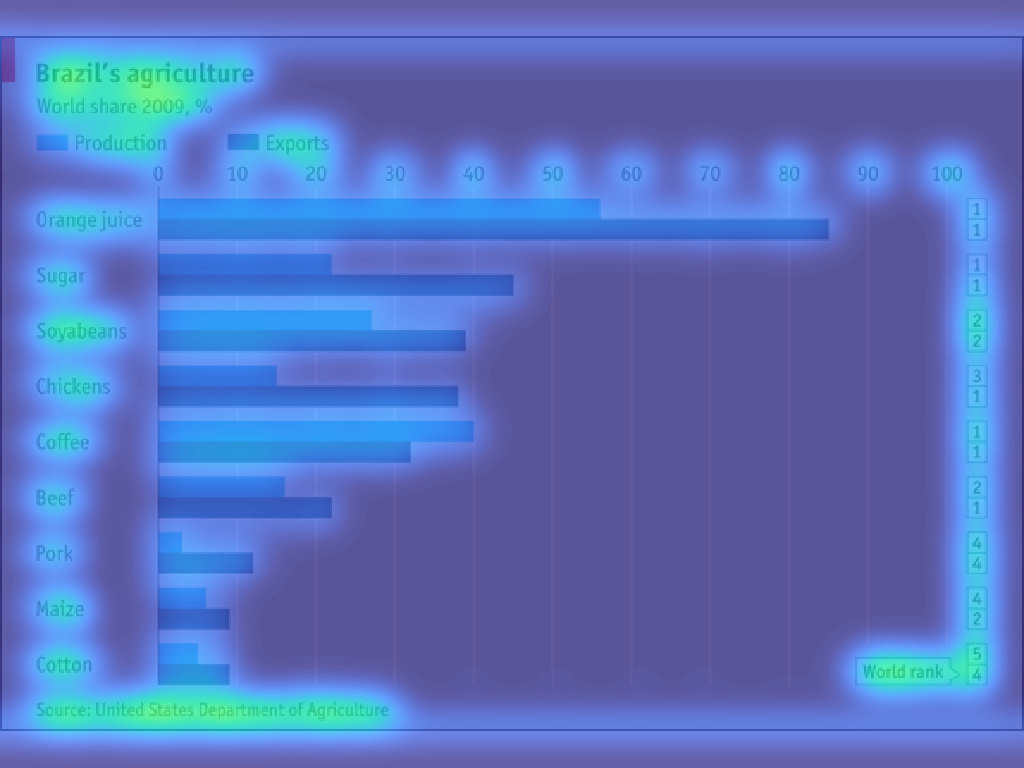 Brazil's agriculture
World share 2009, %
Production Exports
0 10 20 30 40 50 60 70 80 90 100
Orange juice 1 1
Sugar 1 1
Soyabeans 2 2
Chickens 3 1
Coffee 1 1
Beef 2 1
Pork 4 4
Maize 4 2
Cotton 5 4
World rank
Source: United States Department of Agriculture